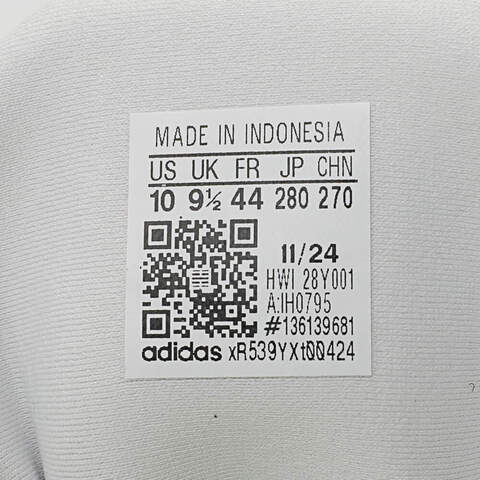 MADE IN INDONESIA
US UK FR JP CHN
10 9½ 44 280 270
11/24
HWI 28Y001
A:IH0795
#136139681
adidas xR539YXt00424